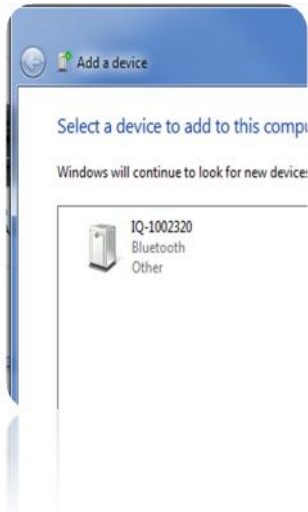 Add a device
Select a device to add to this compu
Windows will continue to look for new devices
IQ-1002320
Bluetooth
Other